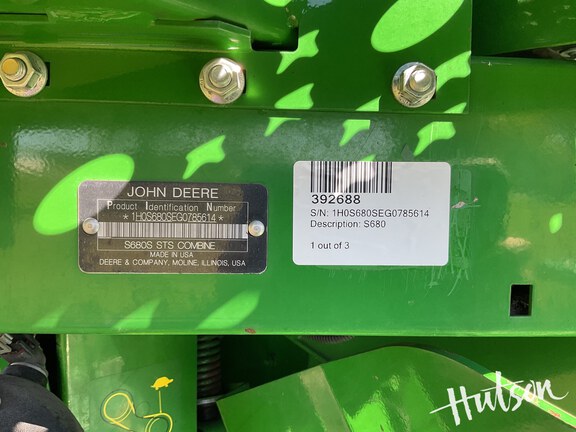 JOHN DEERE
Product Identification Number
*1H0S680SEG0785614*
S680S STS COMBINE
MADE IN USA
DEERE & COMPANY, MOLINE, ILLINOIS, USA
392688
S/N: 1H0S680SEG0785614
Description: S680
1 out of 3
Hutson